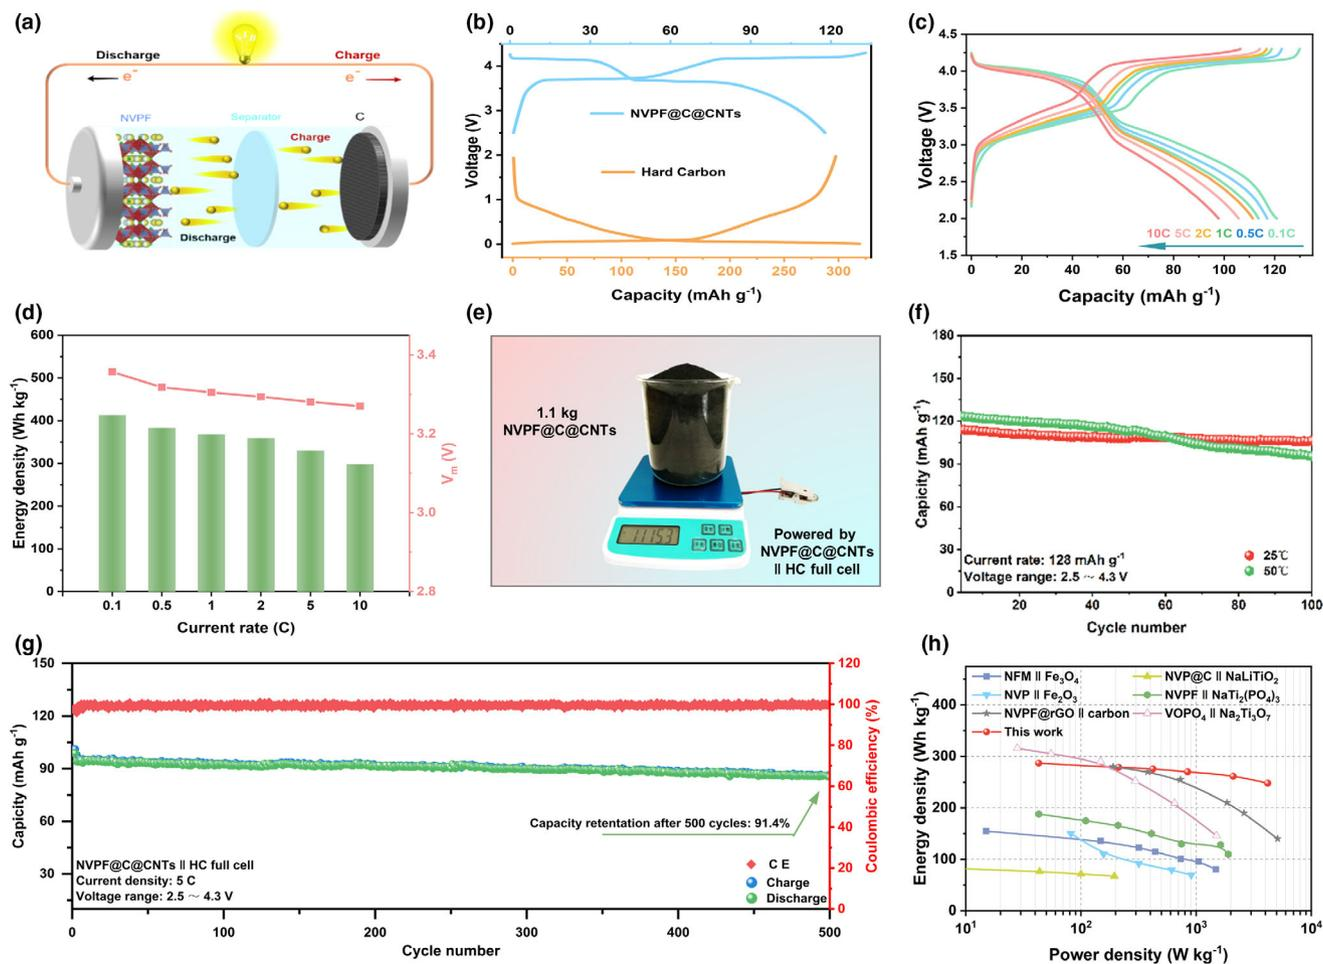 (a)
Discharge
Charge
e-
e-
NVPF
Separator
C
Charge
Discharge
(b)
0 30 60 90 120
Voltage (V)
4
3
2
1
0
NVPF@C@CNTs
Hard Carbon
0 50 100 150 200 250 300
Capacity (mAh g-1)
(c)
Voltage (V)
4.5
4.0
3.5
3.0
2.5
2.0
1.5
10C 5C 2C 1C 0.5C 0.1C
0 20 40 60 80 100 120
Capacity (mAh g-1)
(d)
Energy density (Wh kg-1)
600
500
400
300
200
100
0
3.4
3.2
3.0
2.8
Vm (V)
0.1 0.5 1 2 5 10
Current rate (C)
(e)
1.1 kg
NVPF@C@CNTs
11153
Powered by
NVPF@C@CNTs
ǁ HC full cell
(f)
Capicity (mAh g-1)
180
150
120
90
60
30
0
Current rate: 128 mAh g-1
Voltage range: 2.5 ～ 4.3 V
25℃
50℃
20 40 60 80 100
Cycle number
(g)
Capicity (mAh g-1)
150
120
90
60
30
120
100
80
60
40
20
0
Coulombic efficiency (%)
Capacity retention after 500 cycles: 91.4%
NVPF@C@CNTs ǁ HC full cell
Current density: 5 C
Voltage range: 2.5 ～ 4.3 V
C E
Charge
Discharge
0 100 200 300 400 500
Cycle number
(h)
Energy density (Wh kg-1)
400
300
200
100
0
NFM ǁ Fe3O4
NVP@C ǁ NaLiTiO2
NVP ǁ Fe2O3
NVPF ǁ NaTi2(PO4)3
NVPF@rGO ǁ carbon
VOPO4 ǁ Na2Ti3O7
This work
10¹ 10² 10³ 10⁴
Power density (W kg-1)